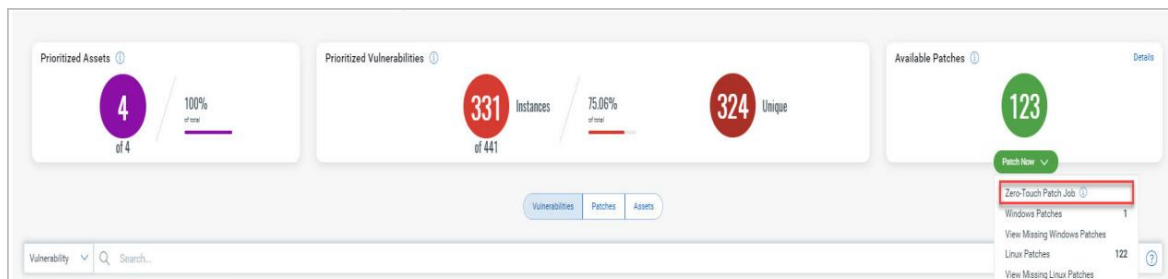 Prioritized Assets
4
of 4
100%
of total
Prioritized Vulnerabilities
331
of 441
Instances
75.06%
of total
324
Unique
Available Patches
Details
123
Patch Now
Zero-Touch Patch Job
Windows Patches 1
View Missing Windows Patches
Linux Patches 122
View Missing Linux Patches
Vulnerabilities Patches Assets
Vulnerability Search...